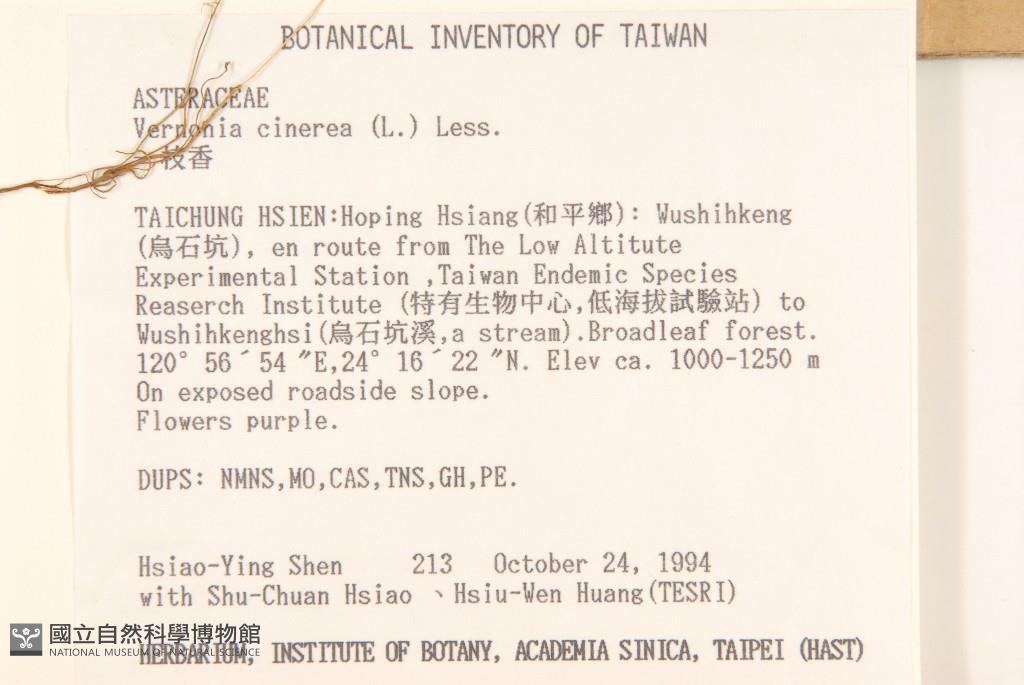 BOTANICAL INVENTORY OF TAIWAN
ASTERACEAE
Vernonia cinerea (L.) Less.
一枝香
TAICHUNG HSIEN:Hoping Hsiang(和平鄉): Wushihkeng
(烏石坑), en route from The Low Altitute
Experimental Station ,Taiwan Endemic Species
Reaserch Institute (特有生物中心,低海拔試驗站) to
Wushihkenghsi(烏石坑溪,a stream).Broadleaf forest.
120° 56´54 ″E,24° 16´22 ″N. Elev ca. 1000-1250 m
On exposed roadside slope.
Flowers purple.
DUPS: NMNS,MO,CAS,TNS,GH,PE.
Hsiao-Ying Shen 213 October 24, 1994
with Shu-Chuan Hsiao 、Hsiu-Wen Huang(TESRI)
國立自然科學博物館
NATIONAL MUSEUM OF NATURAL SCIENCE
HERBARIUM, INSTITUTE OF BOTANY, ACADEMIA SINICA, TAIPEI (HAST)